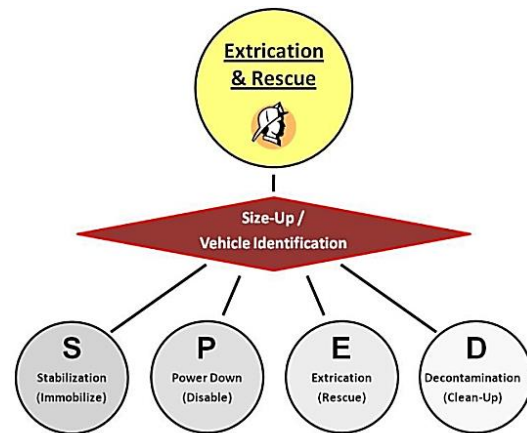 Extrication
& Rescue
Size-Up /
Vehicle Identification
S
Stabilization
(Immobilize)
P
Power Down
(Disable)
E
Extrication
(Rescue)
D
Decontamination
(Clean-Up)